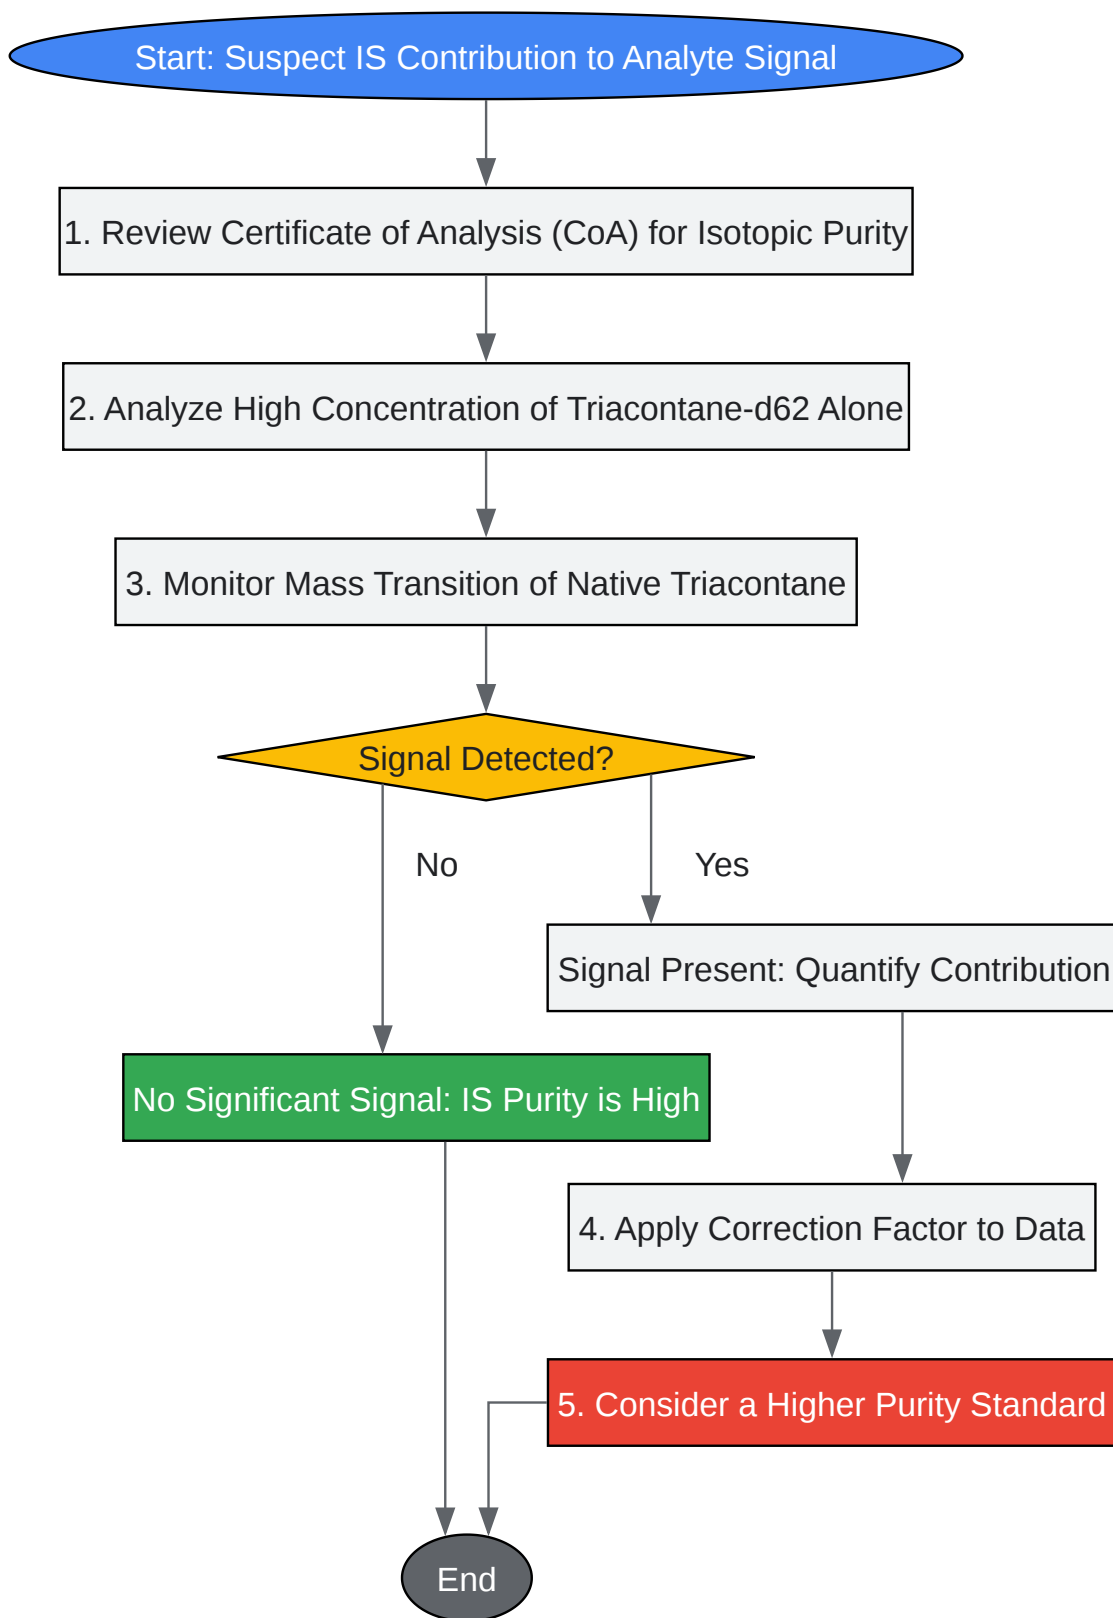 Start: Suspect IS Contribution to Analyte Signal
1. Review Certificate of Analysis (CoA) for Isotopic Purity
2. Analyze High Concentration of Triacontane-d62 Alone
3. Monitor Mass Transition of Native Triacontane
Signal Detected?
No
Yes
Signal Present: Quantify Contribution
No Significant Signal: IS Purity is High
4. Apply Correction Factor to Data
5. Consider a Higher Purity Standard
End